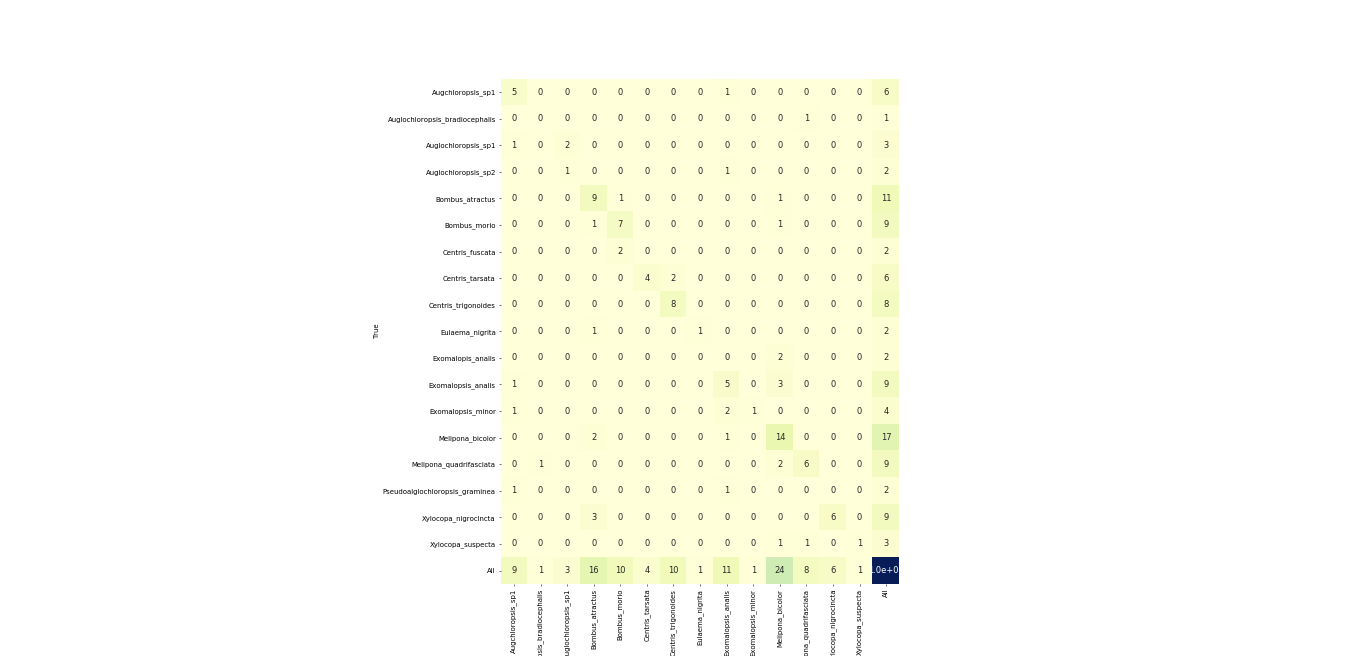 Augchloropsis_sp1 5 0 0 0 0 0 0 0 1 0 0 0 0 0 6
Auglochloropsis_bradiocephalis 0 0 0 0 0 0 0 0 0 0 0 1 0 0 1
Auglochloropsis_sp1 1 0 2 0 0 0 0 0 0 0 0 0 0 0 3
Auglochloropsis_sp2 0 0 1 0 0 0 0 0 1 0 0 0 0 0 2
Bombus_atractus 0 0 0 9 1 0 0 0 0 0 1 0 0 0 11
Bombus_morio 0 0 0 1 7 0 0 0 0 0 1 0 0 0 9
Centris_fuscata 0 0 0 0 2 0 0 0 0 0 0 0 0 0 2
Centris_tarsata 0 0 0 0 0 4 2 0 0 0 0 0 0 0 6
Centris_trigonoides 0 0 0 0 0 0 8 0 0 0 0 0 0 0 8
True
Eulaema_nigrita 0 0 0 1 0 0 0 1 0 0 0 0 0 0 2
Exomalopis_analis 0 0 0 0 0 0 0 0 0 0 2 0 0 0 2
Exomalopsis_analis 1 0 0 0 0 0 0 0 5 0 3 0 0 0 9
Exomalopsis_minor 1 0 0 0 0 0 0 0 2 1 0 0 0 0 4
Melipona_bicolor 0 0 0 2 0 0 0 0 1 0 14 0 0 0 17
Melipona_quadrifasciata 0 1 0 0 0 0 0 0 0 0 2 6 0 0 9
Pseudoalglochloropsis_graminea 1 0 0 0 0 0 0 0 1 0 0 0 0 0 2
Xylocopa_nigrocincta 0 0 0 3 0 0 0 0 0 0 0 0 6 0 9
Xylocopa_suspecta 0 0 0 0 0 0 0 0 0 0 1 1 0 1 3
All 9 1 3 16 10 4 10 1 11 1 24 8 6 1 .0e+0
Augchloropsis_sp1
sis_bradiocephalis
uglochloropsis_sp1
Bombus_atractus
Bombus_morio
Centris_tarsata
Centris_trigonoides
Eulaema_nigrita
Exomalopsis_analis
Exomalopsis_minor
Melipona_bicolor
ona_quadrifasciata
ylocopa_nigrocincta
Xylocopa_suspecta
All